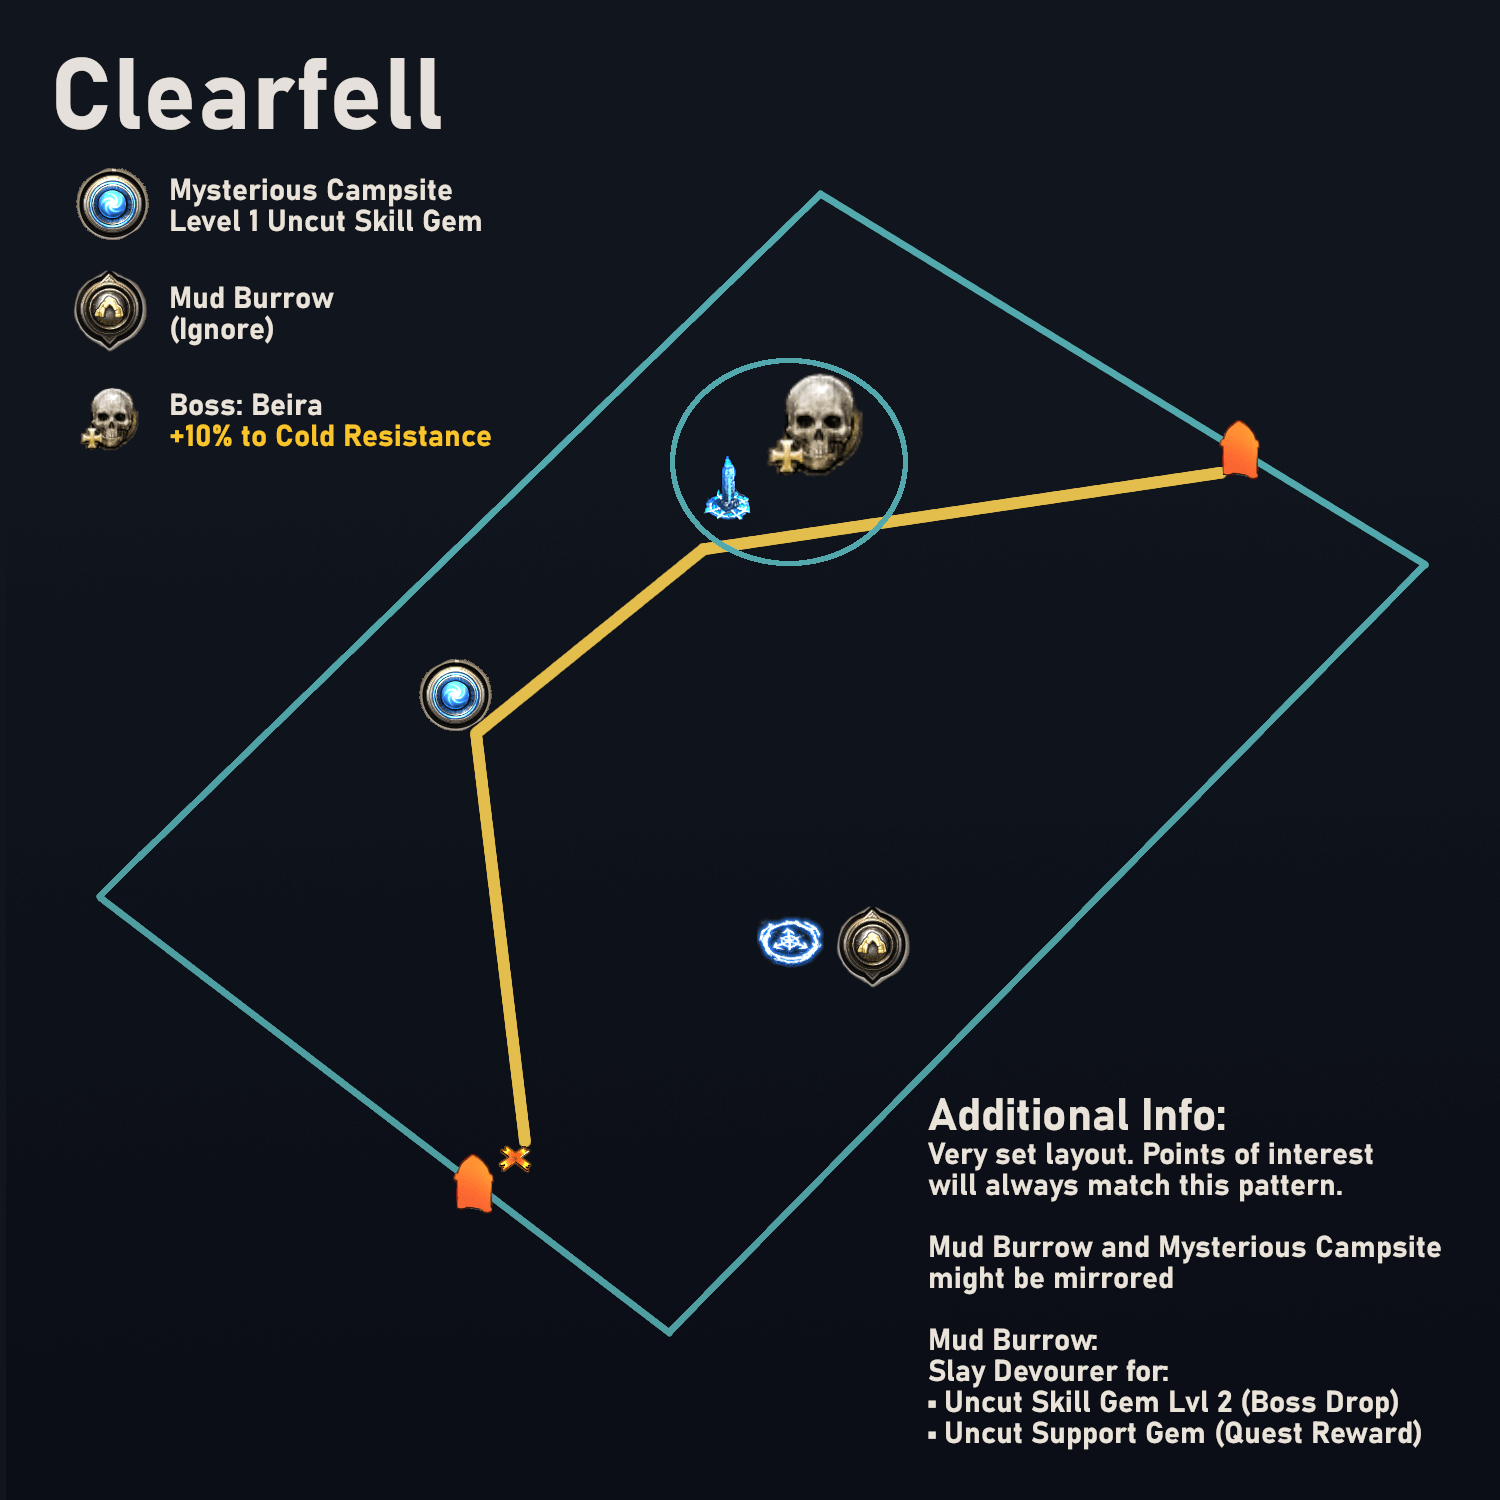 Clearfell
Mysterious Campsite
Level 1 Uncut Skill Gem
Mud Burrow
(Ignore)
Boss: Beira
+10% to Cold Resistance
Additional Info:
Very set layout. Points of interest
will always match this pattern.
Mud Burrow and Mysterious Campsite
might be mirrored
Mud Burrow:
Slay Devourer for:
▪ Uncut Skill Gem Lvl 2 (Boss Drop)
▪ Uncut Support Gem (Quest Reward)